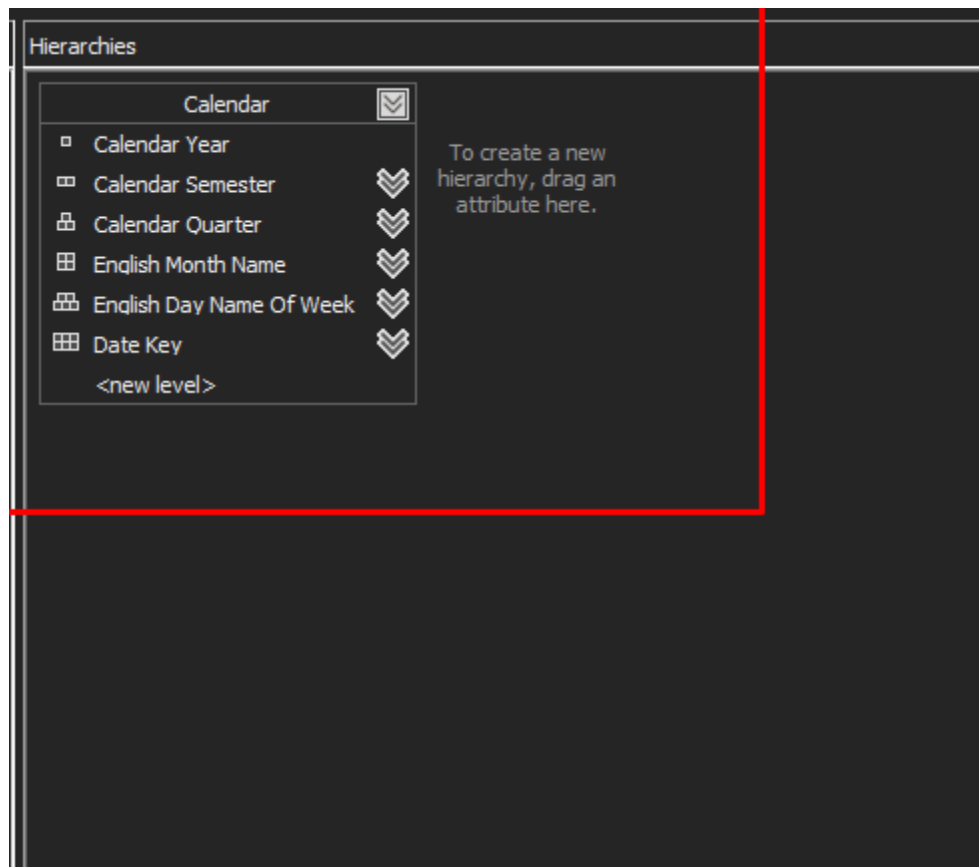 Hierarchies
Calendar
Calendar Year
Calendar Semester
Calendar Quarter
English Month Name
English Day Name Of Week
Date Key
<new level>
To create a new
hierarchy, drag an
attribute here.